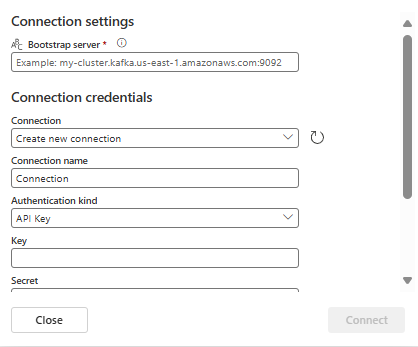 Connection settings
Bootstrap server *
Example: my-cluster.kafka.us-east-1.amazonaws.com:9092
Connection credentials
Connection
Create new connection
Connection name
Connection
Authentication kind
API Key
Key
Secret
Close
Connect